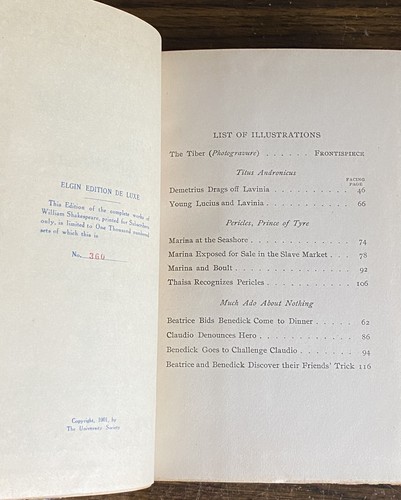 ELGIN EDITION DE LUXE
This Edition of the complete works of
William Shakespeare, printed for Subscribers
only, is limited to One Thousand numbered
sets of which this is
No. 360
Copyright, 1901, by
The University Society
LIST OF ILLUSTRATIONS
The Tiber (Photogravure) . . . . . . FRONTISPIECE
Titus Andronicus
FACING
PAGE
Demetrius Drags off Lavinia . . . . . . . . 46
Young Lucius and Lavinia . . . . . . . . 66
Pericles, Prince of Tyre
Marina at the Seashore . . . . . . . . . 74
Marina Exposed for Sale in the Slave Market . . 78
Marina and Boult . . . . . . . . . . 92
Thaisa Recognizes Pericles . . . . . . . . 106
Much Ado About Nothing
Beatrice Bids Benedick Come to Dinner . . . . . 62
Claudio Denounces Hero . . . . . . . . . 86
Benedick Goes to Challenge Claudio . . . . . . 94
Beatrice and Benedick Discover their Friends' Trick 116